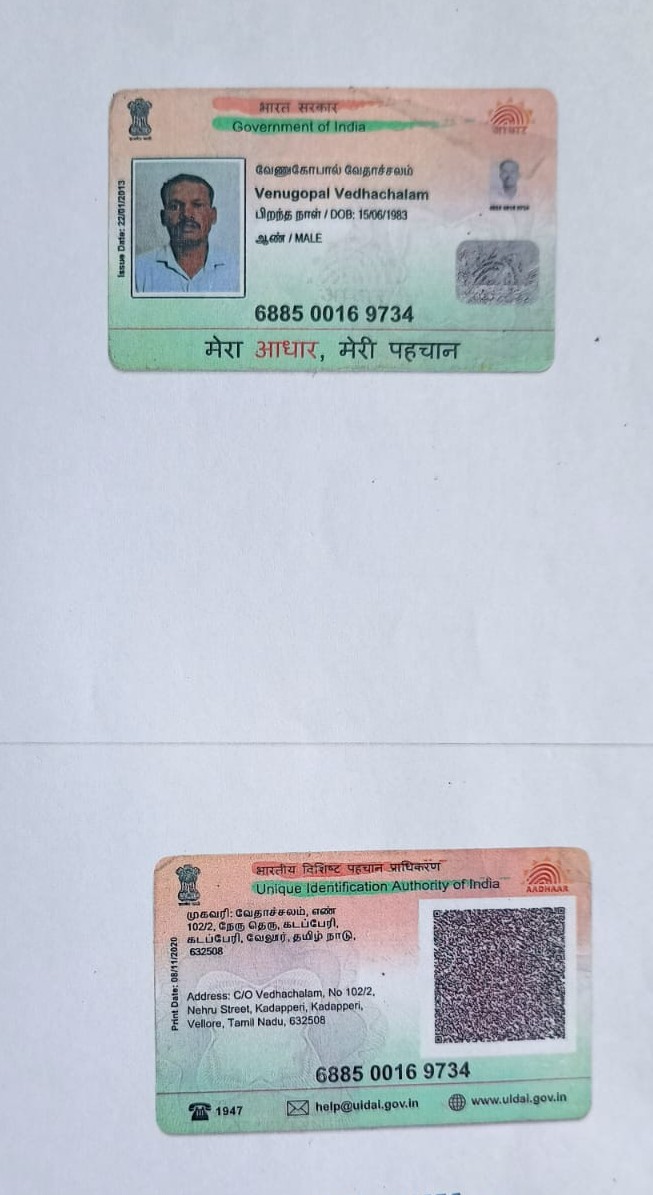 भारत सरकार
Government of India
आधार
Issue Date: 22/01/2013
வேணுகோபால் வேதாச்சலம்
Venugopal Vedhachalam
பிறந்த நாள் / DOB: 15/06/1983
ஆண் / MALE
6885 0016 9734
मेरा आधार, मेरी पहचान
भारतीय विशिष्ट पहचान प्राधिकरण
Unique Identification Authority of India
AADHAAR
Print Date: 08/11/2020
முகவரி: வேதாச்சலம், எண்
102/2, நேரு தெரு, கடப்பேரி,
கடப்பேரி, வேலூர், தமிழ் நாடு,
632508
Address: C/O Vedhachalam, No 102/2,
Nehru Street, Kadapperi, Kadapperi,
Vellore, Tamil Nadu, 632508
6885 0016 9734
1947
help@uidai.gov.in
www.uidai.gov.in